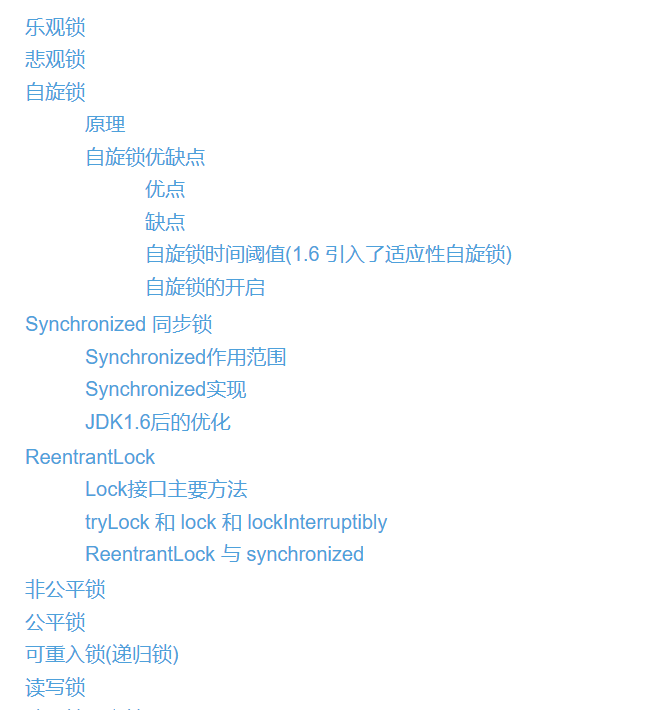 乐观锁
悲观锁
自旋锁
原理
自旋锁优缺点
优点
缺点
自旋锁时间阈值(1.6 引入了适应性自旋锁)
自旋锁的开启
Synchronized 同步锁
Synchronized作用范围
Synchronized实现
JDK1.6后的优化
ReentrantLock
Lock接口主要方法
tryLock 和 lock 和 lockInterruptibly
ReentrantLock 与 synchronized
非公平锁
公平锁
可重入锁(递归锁)
读写锁